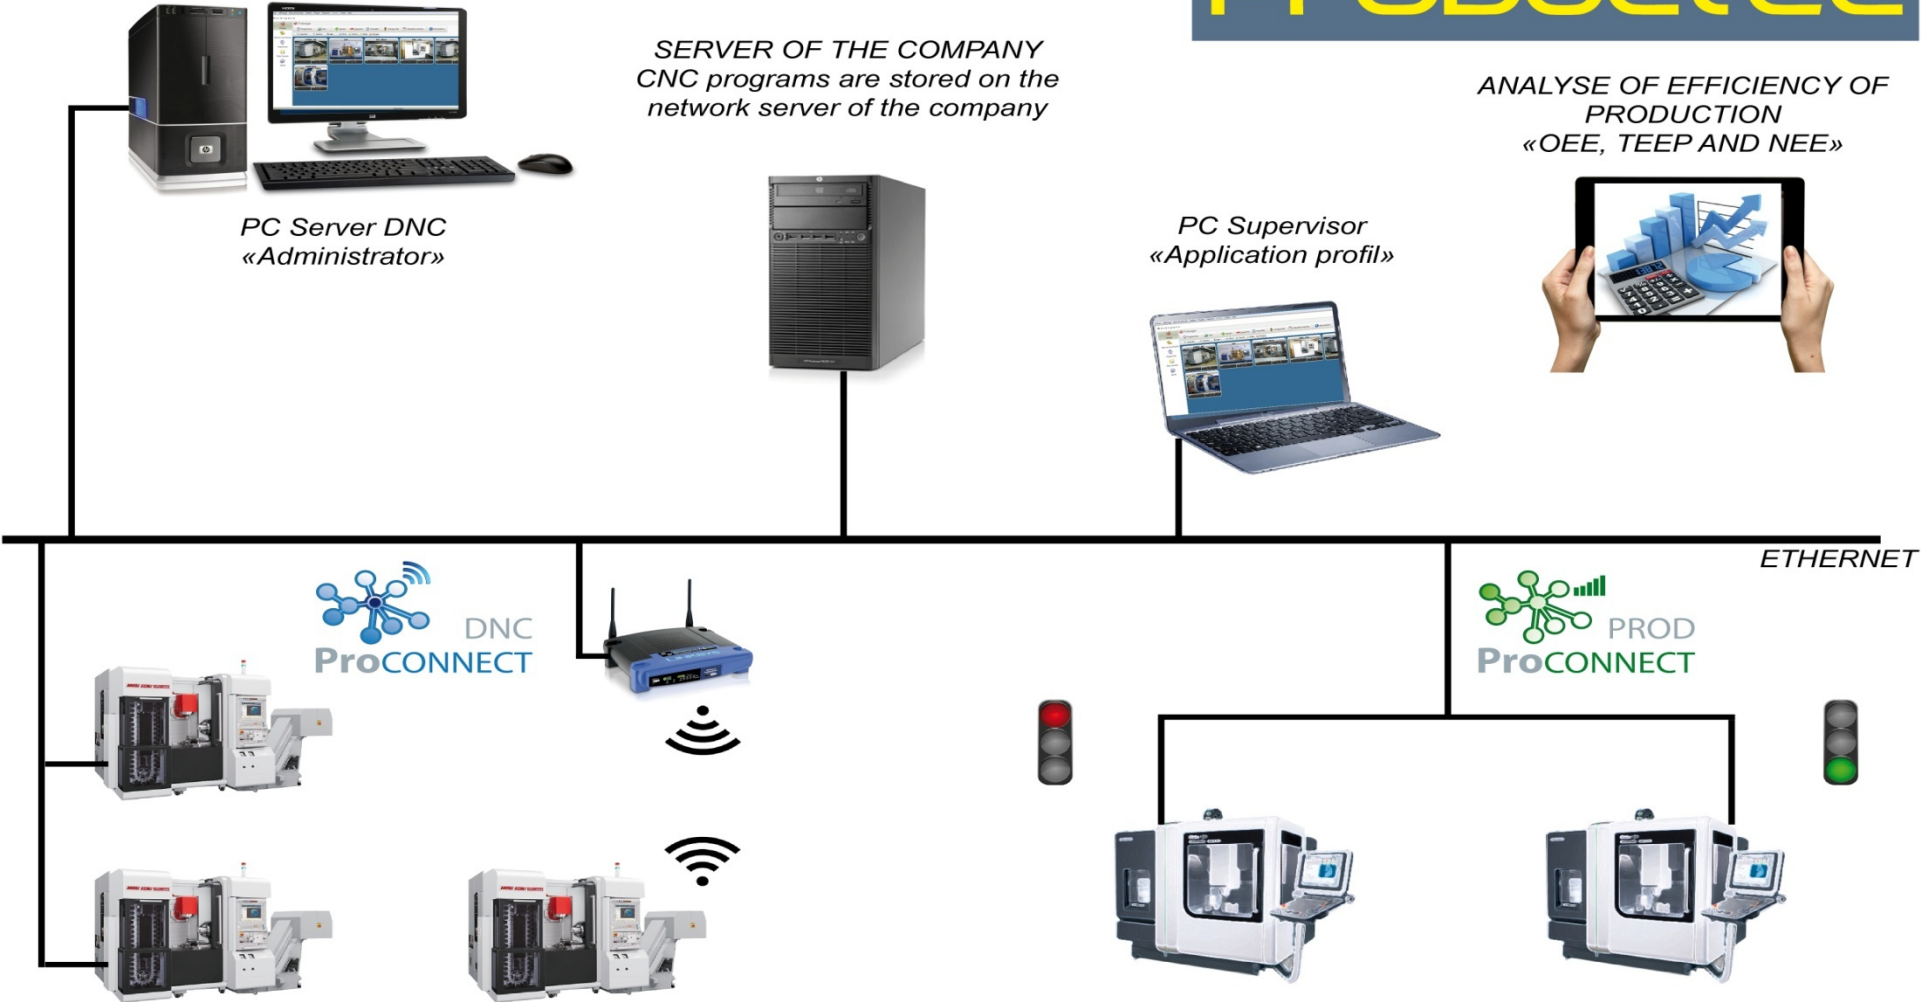 PRODUCTEC
SERVER OF THE COMPANY
CNC programs are stored on the
network server of the company
ANALYSE OF EFFICIENCY OF
PRODUCTION
«OEE, TEEP AND NEE»
PC Server DNC
«Administrator»
PC Supervisor
«Application profil»
ETHERNET
DNC
ProCONNECT
PROD
ProCONNECT